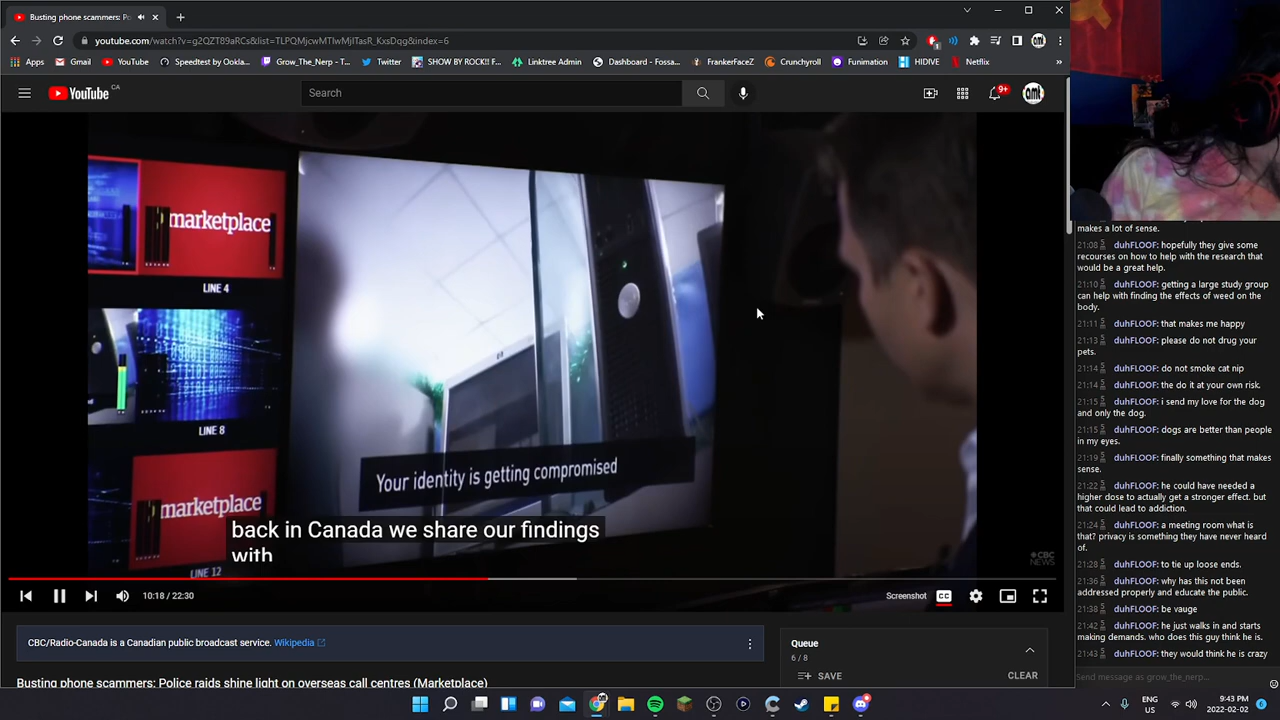 Busting phone scammers: Po
youtube.com/watch?v=g2QZT89aRCs&list=TLPQMjcwMTIwMjITasR_KxsDqg&index=6
Apps
Gmail
YouTube
Speedtest by Ookla...
Grow_The_Nerp - T...
Twitter
SHOW BY ROCK!! F...
Linktree Admin
Dashboard - Fossa...
FrankerFaceZ
Crunchyroll
Funimation
HIDIVE
Netflix
»
YouTube CA
Search
9+
amt
marketplace
LINE 4
LINE 8
marketplace
LINE 12
Your identity is getting compromised
back in Canada we share our findings
with
CBC
NEWS
10:18 / 22:30
Screenshot
CC
CBC/Radio-Canada is a Canadian public broadcast service. Wikipedia
Busting phone scammers: Police raids shine light on overseas call centres (Marketplace)
Queue
6 / 8
SAVE
CLEAR
makes a lot of sense.
21:08 duhFLOOF: hopefully they give some
recourses on how to help with the research that
would be a great help.
21:10 duhFLOOF: getting a large study group
can help with finding the effects of weed on the
body.
21:11 duhFLOOF: that makes me happy
21:13 duhFLOOF: please do not drug your
pets.
21:14 duhFLOOF: do not smoke cat nip
21:14 duhFLOOF: the do it at your own risk.
21:15 duhFLOOF: i send my love for the dog
and only the dog.
21:15 duhFLOOF: dogs are better than people
in my eyes.
21:19 duhFLOOF: finally something that makes
sense.
21:22 duhFLOOF: he could have needed a
higher dose to actually get a stronger effect. but
that could lead to addiction.
21:24 duhFLOOF: a meeting room what is
that? privacy is something they have never heard
of.
21:28 duhFLOOF: to tie up loose ends.
21:36 duhFLOOF: why has this not been
addressed properly and educate the public.
21:38 duhFLOOF: be vauge
21:42 duhFLOOF: he just walks in and starts
making demands. who does this guy think he is.
21:43 duhFLOOF: they would think he is crazy
Send message as grow_the_nerp...
ENG
US
9:43 PM
2022-02-02